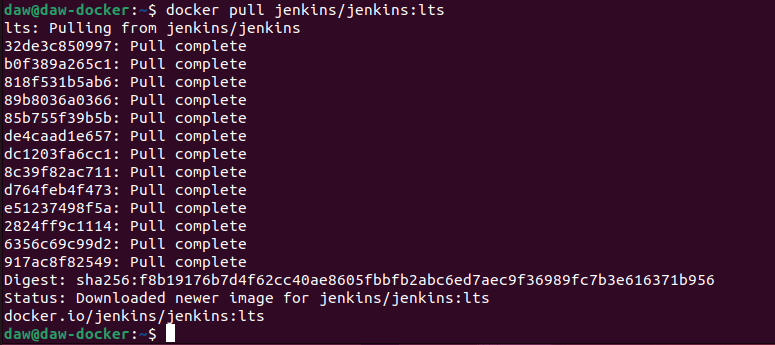 daw@daw-docker:~$ docker pull jenkins/jenkins:lts
lts: Pulling from jenkins/jenkins
32de3c850997: Pull complete
b0f389a265c1: Pull complete
818f531b5ab6: Pull complete
89b8036a0366: Pull complete
85b755f39b5b: Pull complete
de4caad1e657: Pull complete
dc1203fa6cc1: Pull complete
8c39f82ac711: Pull complete
d764feb4f473: Pull complete
e51237498f5a: Pull complete
2824ff9c1114: Pull complete
6356c69c99d2: Pull complete
917ac8f82549: Pull complete
Digest: sha256:f8b19176b7d4f62cc40ae8605fbbfb2abc6ed7aec9f36989fc7b3e616371b956
Status: Downloaded newer image for jenkins/jenkins:lts
docker.io/jenkins/jenkins:lts
daw@daw-docker:~$